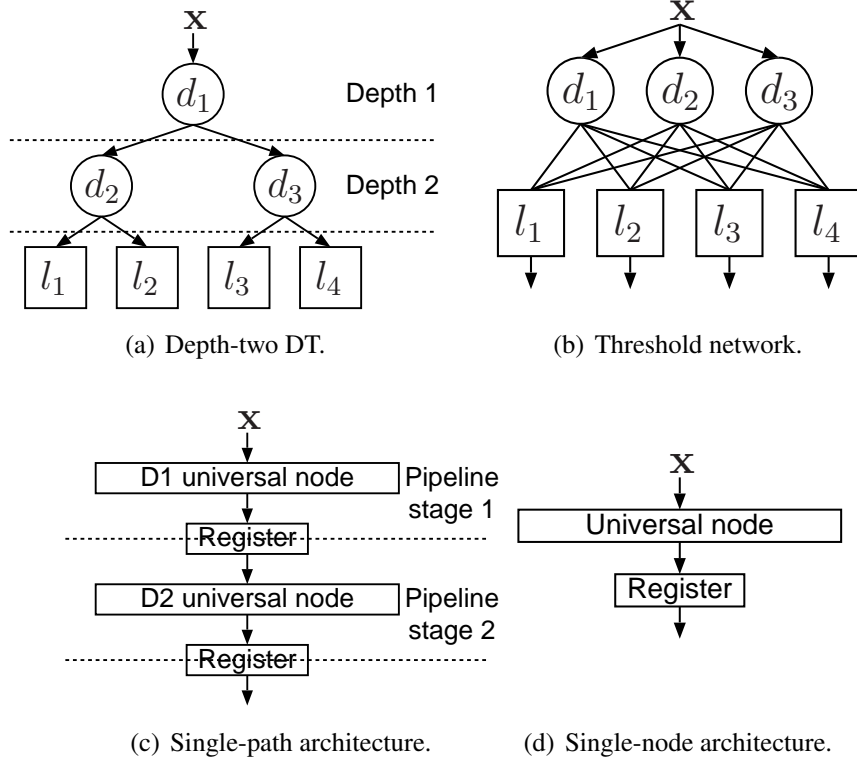 x
d₁
Depth 1
d₂
d₃
Depth 2
l₁
l₂
l₃
l₄
(a) Depth-two DT.
x
d₁
d₂
d₃
l₁
l₂
l₃
l₄
(b) Threshold network.
x
D1 universal node
Pipeline
stage 1
Register
D2 universal node
Pipeline
stage 2
Register
(c) Single-path architecture.
x
Universal node
Register
(d) Single-node architecture.